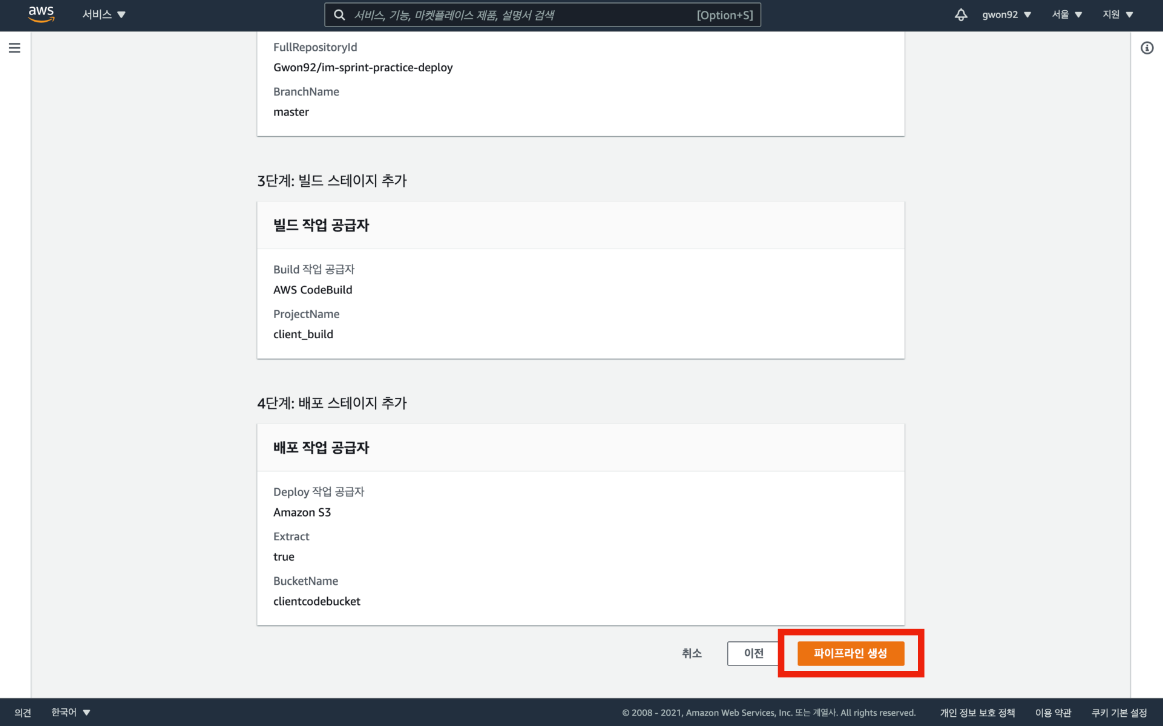 aws
서비스 ▼
서비스, 기능, 마켓플레이스 제품, 설명서 검색
[Option+S]
gwon92 ▼
서울 ▼
지원 ▼
FullRepositoryId
Gwon92/im-sprint-practice-deploy
BranchName
master
3단계: 빌드 스테이지 추가
빌드 작업 공급자
Build 작업 공급자
AWS CodeBuild
ProjectName
client_build
4단계: 배포 스테이지 추가
배포 작업 공급자
Deploy 작업 공급자
Amazon S3
Extract
true
BucketName
clientcodebucket
취소
이전
파이프라인 생성
의견
한국어 ▼
© 2008 - 2021, Amazon Web Services, Inc. 또는 계열사. All rights reserved.
개인 정보 보호 정책
이용 약관
쿠키 기본 설정